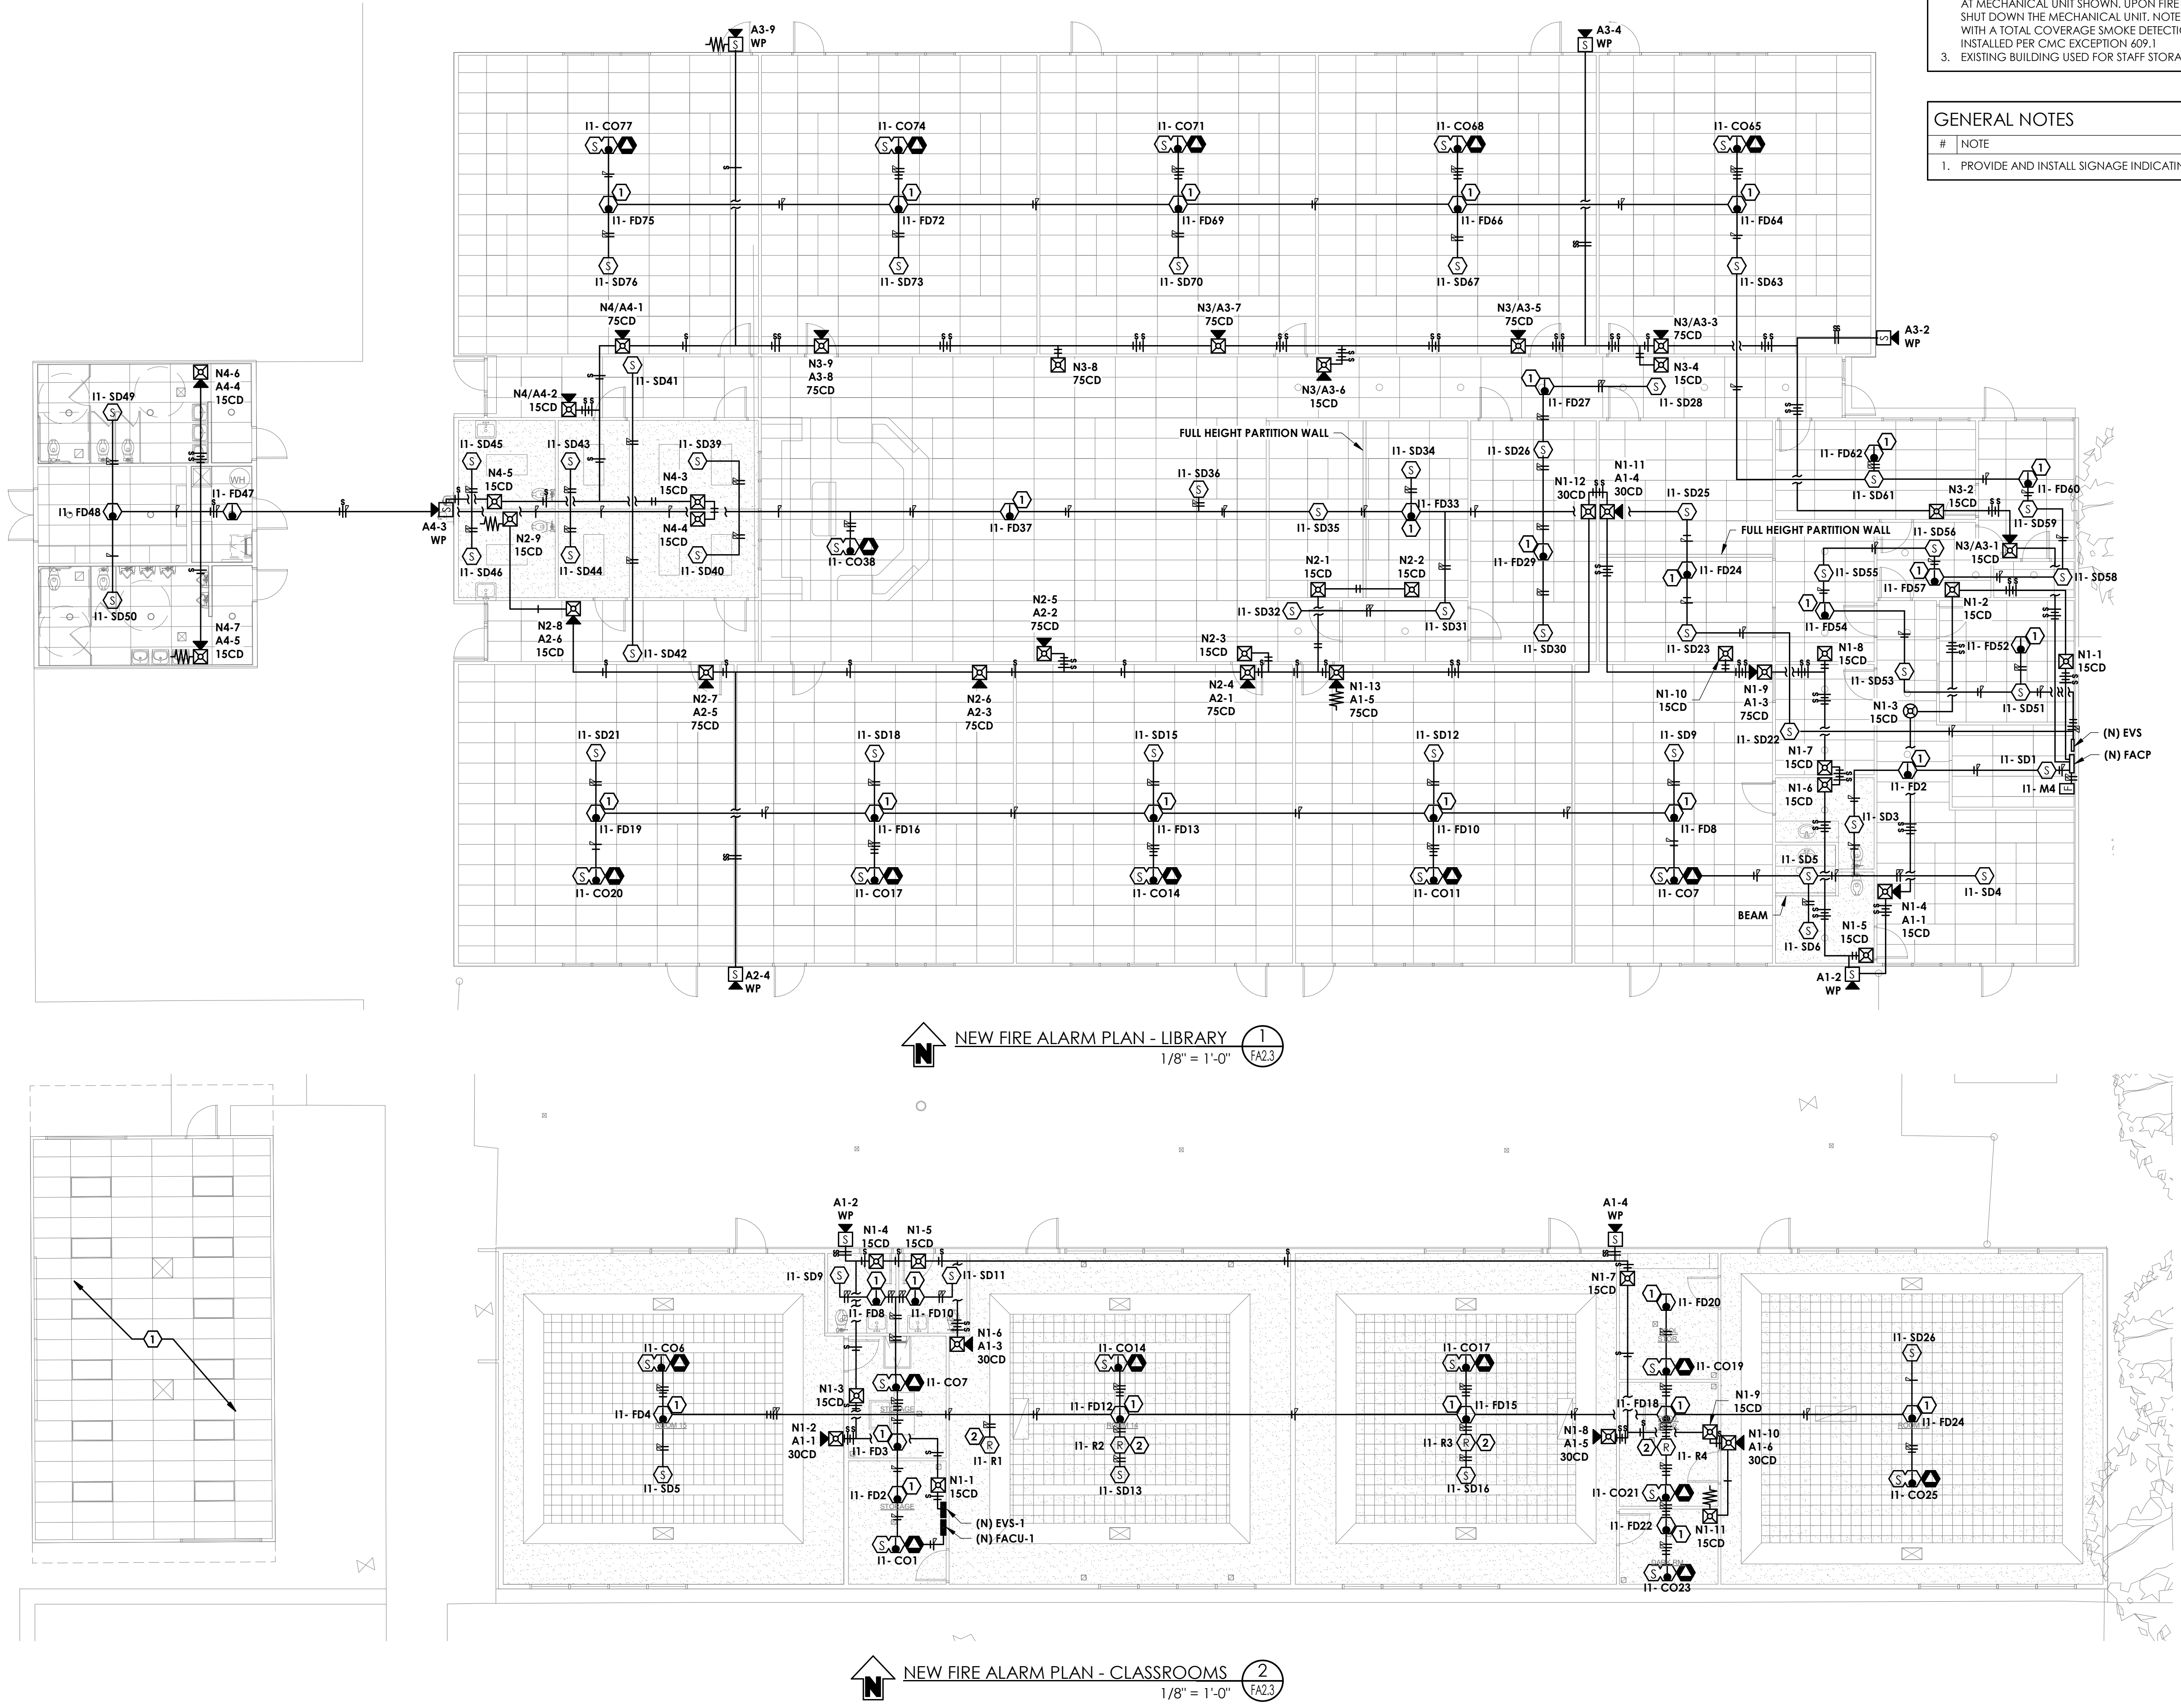 AT MECHANICAL UNIT SHOWN. UPON FIRE
SHUT DOWN THE MECHANICAL UNIT. NOTE
WITH A TOTAL COVERAGE SMOKE DETECTI
INSTALLED PER CMC EXCEPTION 609.1
3. EXISTING BUILDING USED FOR STAFF STORA
GENERAL NOTES
# NOTE
1. PROVIDE AND INSTALL SIGNAGE INDICATIN
A3-9
WP
A3-4
WP
I1- CO77
I1- CO74
I1- CO71
I1- CO68
I1- CO65
I1- FD75
I1- FD72
I1- FD69
I1- FD66
I1- FD64
I1- SD76
I1- SD73
I1- SD70
I1- SD67
I1- SD63
N4/A4-1
75CD
N3-9
A3-8
75CD
N3-8
75CD
N3/A3-7
75CD
N3/A3-6
15CD
N3/A3-5
75CD
N3/A3-3
75CD
N3-4
15CD
A3-2
WP
N4-6
A4-4
15CD
I1- SD49
WH
I1- FD47
I1- FD48
I1- SD50
N4-7
A4-5
15CD
A4-3
WP
I1- SD41
N4/A4-2
15CD
I1- SD45
I1- SD43
I1- SD39
N4-5
15CD
N4-3
15CD
N4-4
15CD
N2-9
15CD
I1- SD46
I1- SD44
I1- SD40
I1- SD42
I1- CO38
I1- FD37
I1- SD36
FULL HEIGHT PARTITION WALL
I1- SD34
I1- FD33
I1- SD35
I1- FD27
I1- SD28
I1- SD26
N1-12
30CD
N1-11
A1-4
30CD
I1- SD25
FULL HEIGHT PARTITION WALL
I1- FD24
I1- FD29
I1- SD30
I1- SD23
I1- FD62
I1- SD61
I1- FD60
N3-2
15CD
I1- SD59
I1- SD56
N3/A3-1
15CD
I1- SD55
I1- FD57
I1- SD58
N1-2
15CD
I1- FD54
I1- FD52
N1-1
15CD
N1-8
15CD
I1- SD53
I1- SD51
N1-3
15CD
N2-1
15CD
N2-2
15CD
I1- SD32
I1- SD31
N2-5
A2-2
75CD
N2-3
15CD
N2-8
A2-6
15CD
N2-7
A2-5
75CD
N2-6
A2-3
75CD
N2-4
A2-1
75CD
N1-13
A1-5
75CD
N1-10
15CD
N1-9
A1-3
75CD
I1- SD22
(N) EVS
(N) FACP
N1-7
15CD
N1-6
15CD
I1- SD1
I1- M4
F
I1- FD2
I1- SD3
I1- SD5
I1- SD4
BEAM
I1- SD6
N1-5
15CD
N1-4
A1-1
15CD
A1-2
WP
I1- SD21
I1- SD18
I1- SD15
I1- SD12
I1- SD9
I1- FD19
I1- FD16
I1- FD13
I1- FD10
I1- FD8
I1- CO20
I1- CO17
I1- CO14
I1- CO11
I1- CO7
A2-4
WP
N
NEW FIRE ALARM PLAN - LIBRARY
1/8" = 1'-0"
1
FA2.3
1
A1-2
WP
N1-4
15CD
N1-5
15CD
A1-4
WP
I1- SD9
I1- SD11
I1- FD8
I1- FD10
N1-7
15CD
I1- FD20
I1- CO6
I1- CO7
N1-6
A1-3
30CD
I1- CO14
I1- CO17
I1- CO19
I1- SD26
N1-3
15CD
I1- FD4
STORAGE
I1- FD12
I1- FD15
I1- FD18
N1-9
15CD
I1- FD24
N1-2
A1-1
30CD
I1- FD3
I1- R1
I1- R2
I1- R3
N1-8
A1-5
30CD
I1- R4
N1-10
A1-6
30CD
I1- SD5
I1- FD2
STORAGE
N1-1
15CD
I1- SD13
I1- SD16
I1- CO21
I1- CO25
(N) EVS-1
(N) FACU-1
I1- FD22
N1-11
15CD
I1- CO1
DARK RM
I1- CO23
N
NEW FIRE ALARM PLAN - CLASSROOMS
1/8" = 1'-0"
2
FA2.3